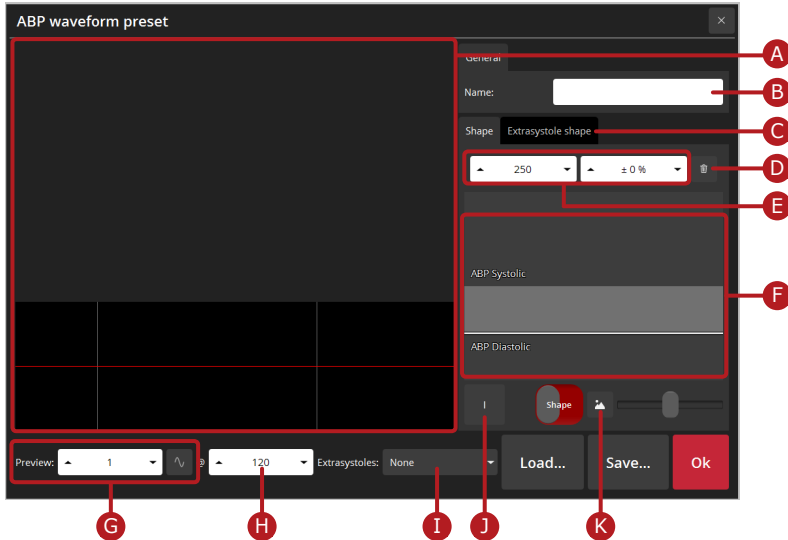 ABP waveform preset
×
A
General
Name:
B
Shape Extrasystole shape
C
250 ± 0 %
D
E
ABP Systolic
F
ABP Diastolic
I Shape
Preview: 1 @ 120 Extrasystoles: None Load... Save... Ok
G H I J K